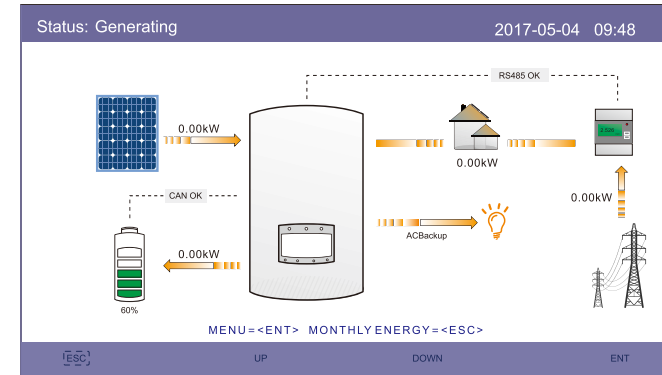 Status: Generating
2017-05-04 09:48
RS485 OK
0.00kW
0.00kW
0.00kW
CAN OK
ACBackup
0.00kW
60%
MENU=<ENT> MONTHLY ENERGY=<ESC>
ESC UP DOWN ENT